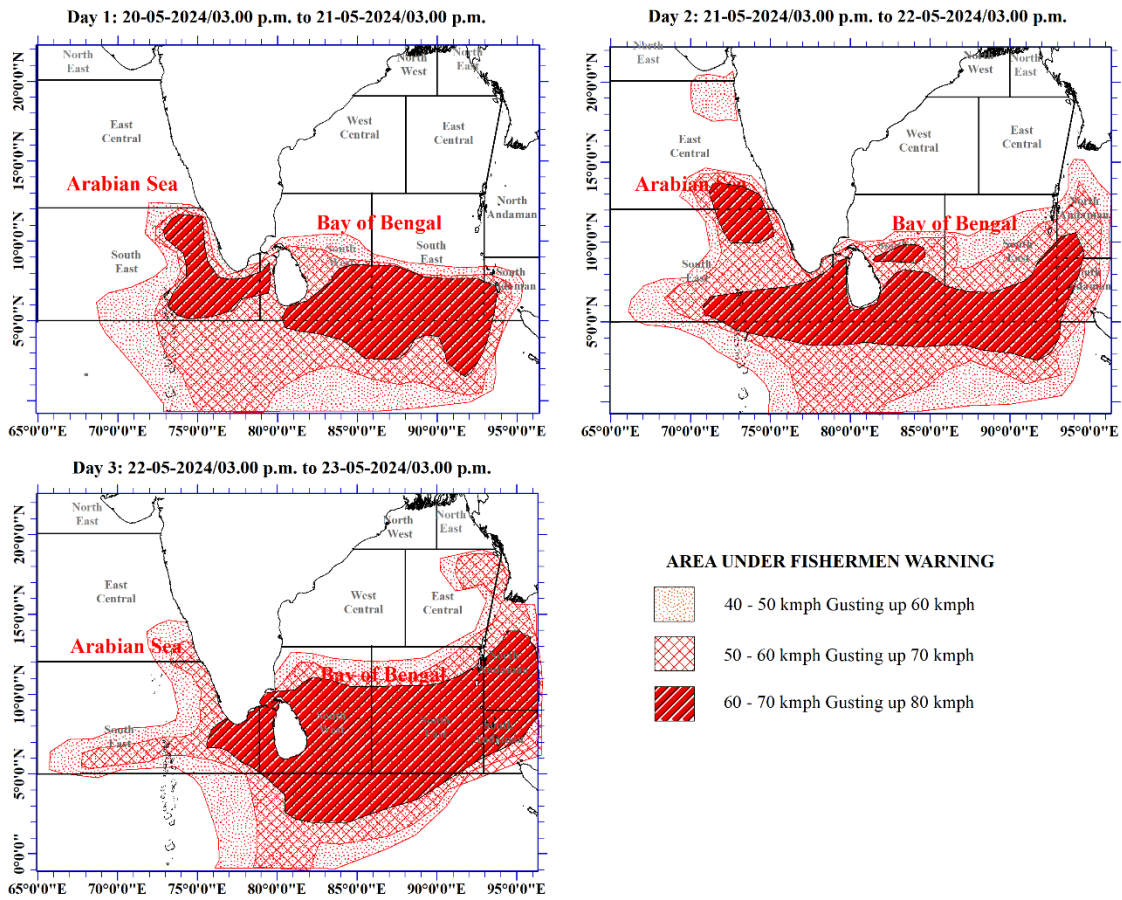 Day 1: 20-05-2024/03.00 p.m. to 21-05-2024/03.00 p.m.
North
East
North
West
North
East
East
Central
West
Central
East
Central
Arabian Sea
Bay of Bengal
North
Andaman
South
East
South
West
South
East
South
Andaman
20°0'0"N
15°0'0"N
10°0'0"N
5°0'0"N
65°0'0"E
70°0'0"E
75°0'0"E
80°0'0"E
85°0'0"E
90°0'0"E
95°0'0"E
Day 2: 21-05-2024/03.00 p.m. to 22-05-2024/03.00 p.m.
North
East
North
West
North
East
East
Central
West
Central
East
Central
Arabian Sea
Bay of Bengal
North
Andaman
South
East
South
East
South
Andaman
20°0'0"N
15°0'0"N
10°0'0"N
5°0'0"N
65°0'0"E
70°0'0"E
75°0'0"E
80°0'0"E
85°0'0"E
90°0'0"E
95°0'0"E
Day 3: 22-05-2024/03.00 p.m. to 23-05-2024/03.00 p.m.
North
East
North
West
North
East
East
Central
West
Central
East
Central
Arabian Sea
Bay of Bengal
South
East
South
West
South
East
20°0'0"N
15°0'0"N
10°0'0"N
5°0'0"N
0°0'0"
65°0'0"E
70°0'0"E
75°0'0"E
80°0'0"E
85°0'0"E
90°0'0"E
95°0'0"E
AREA UNDER FISHERMEN WARNING
40 - 50 kmph Gusting up 60 kmph
50 - 60 kmph Gusting up 70 kmph
60 - 70 kmph Gusting up 80 kmph